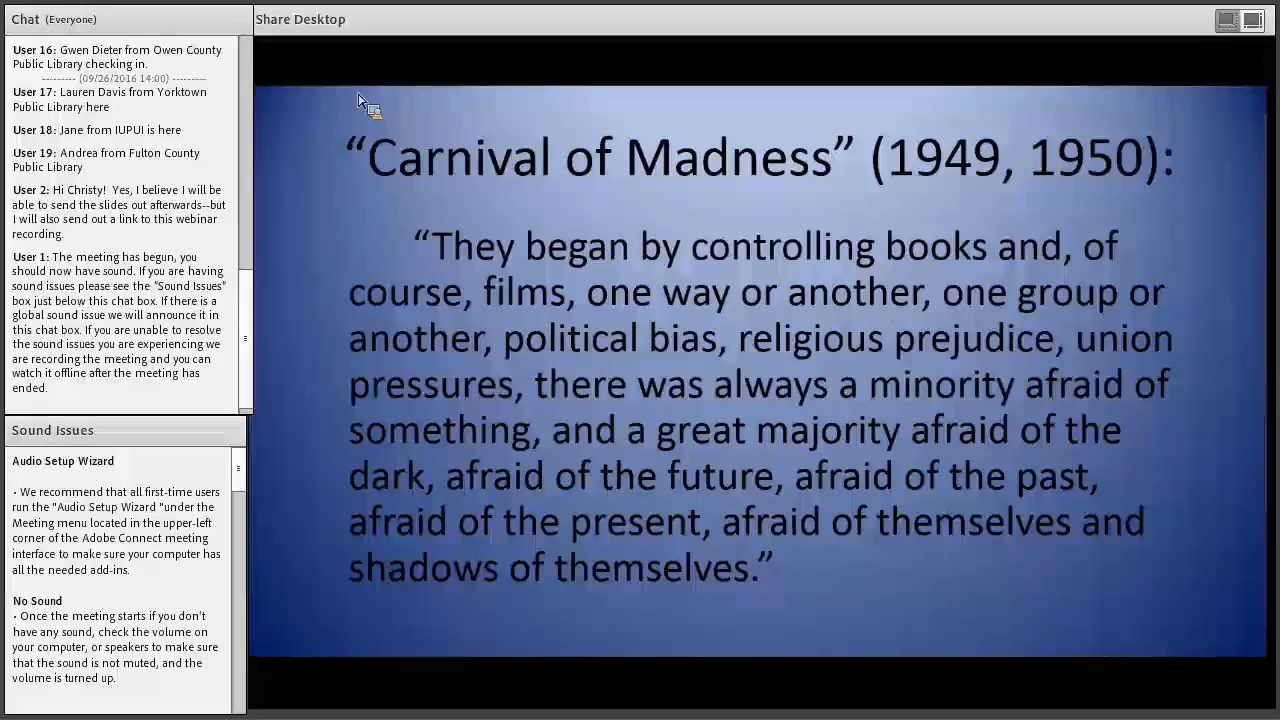 Chat (Everyone)
User 16: Gwen Dieter from Owen County
Public Library checking in.
--------- (09/26/2016 14:00) ---------
User 17: Lauren Davis from Yorktown
Public Library here
User 18: Jane from IUPUI is here
User 19: Andrea from Fulton County
Public Library
User 2: Hi Christy!  Yes, I believe I will be
able to send the slides out afterwards--but
I will also send out a link to this webinar
recording.
User 1: The meeting has begun, you
should now have sound. If you are having
sound issues please see the "Sound Issues"
box just below this chat box. If there is a
global sound issue we will announce it in
this chat box. If you are unable to resolve
the sound issues you are experiencing we
are recording the meeting and you can
watch it offline after the meeting has
ended.
Sound Issues
Audio Setup Wizard
• We recommend that all first-time users
run the "Audio Setup Wizard "under the
Meeting menu located in the upper-left
corner of the Adobe Connect meeting
interface to make sure your computer has
all the needed add-ins.
No Sound
• Once the meeting starts if you don't
have any sound, check the volume on
your computer, or speakers to make sure
that the sound is not muted, and the
volume is turned up.
Share Desktop
“Carnival of Madness” (1949, 1950):
“They began by controlling books and, of
course, films, one way or another, one group or
another, political bias, religious prejudice, union
pressures, there was always a minority afraid of
something, and a great majority afraid of the
dark, afraid of the future, afraid of the past,
afraid of the present, afraid of themselves and
shadows of themselves.”